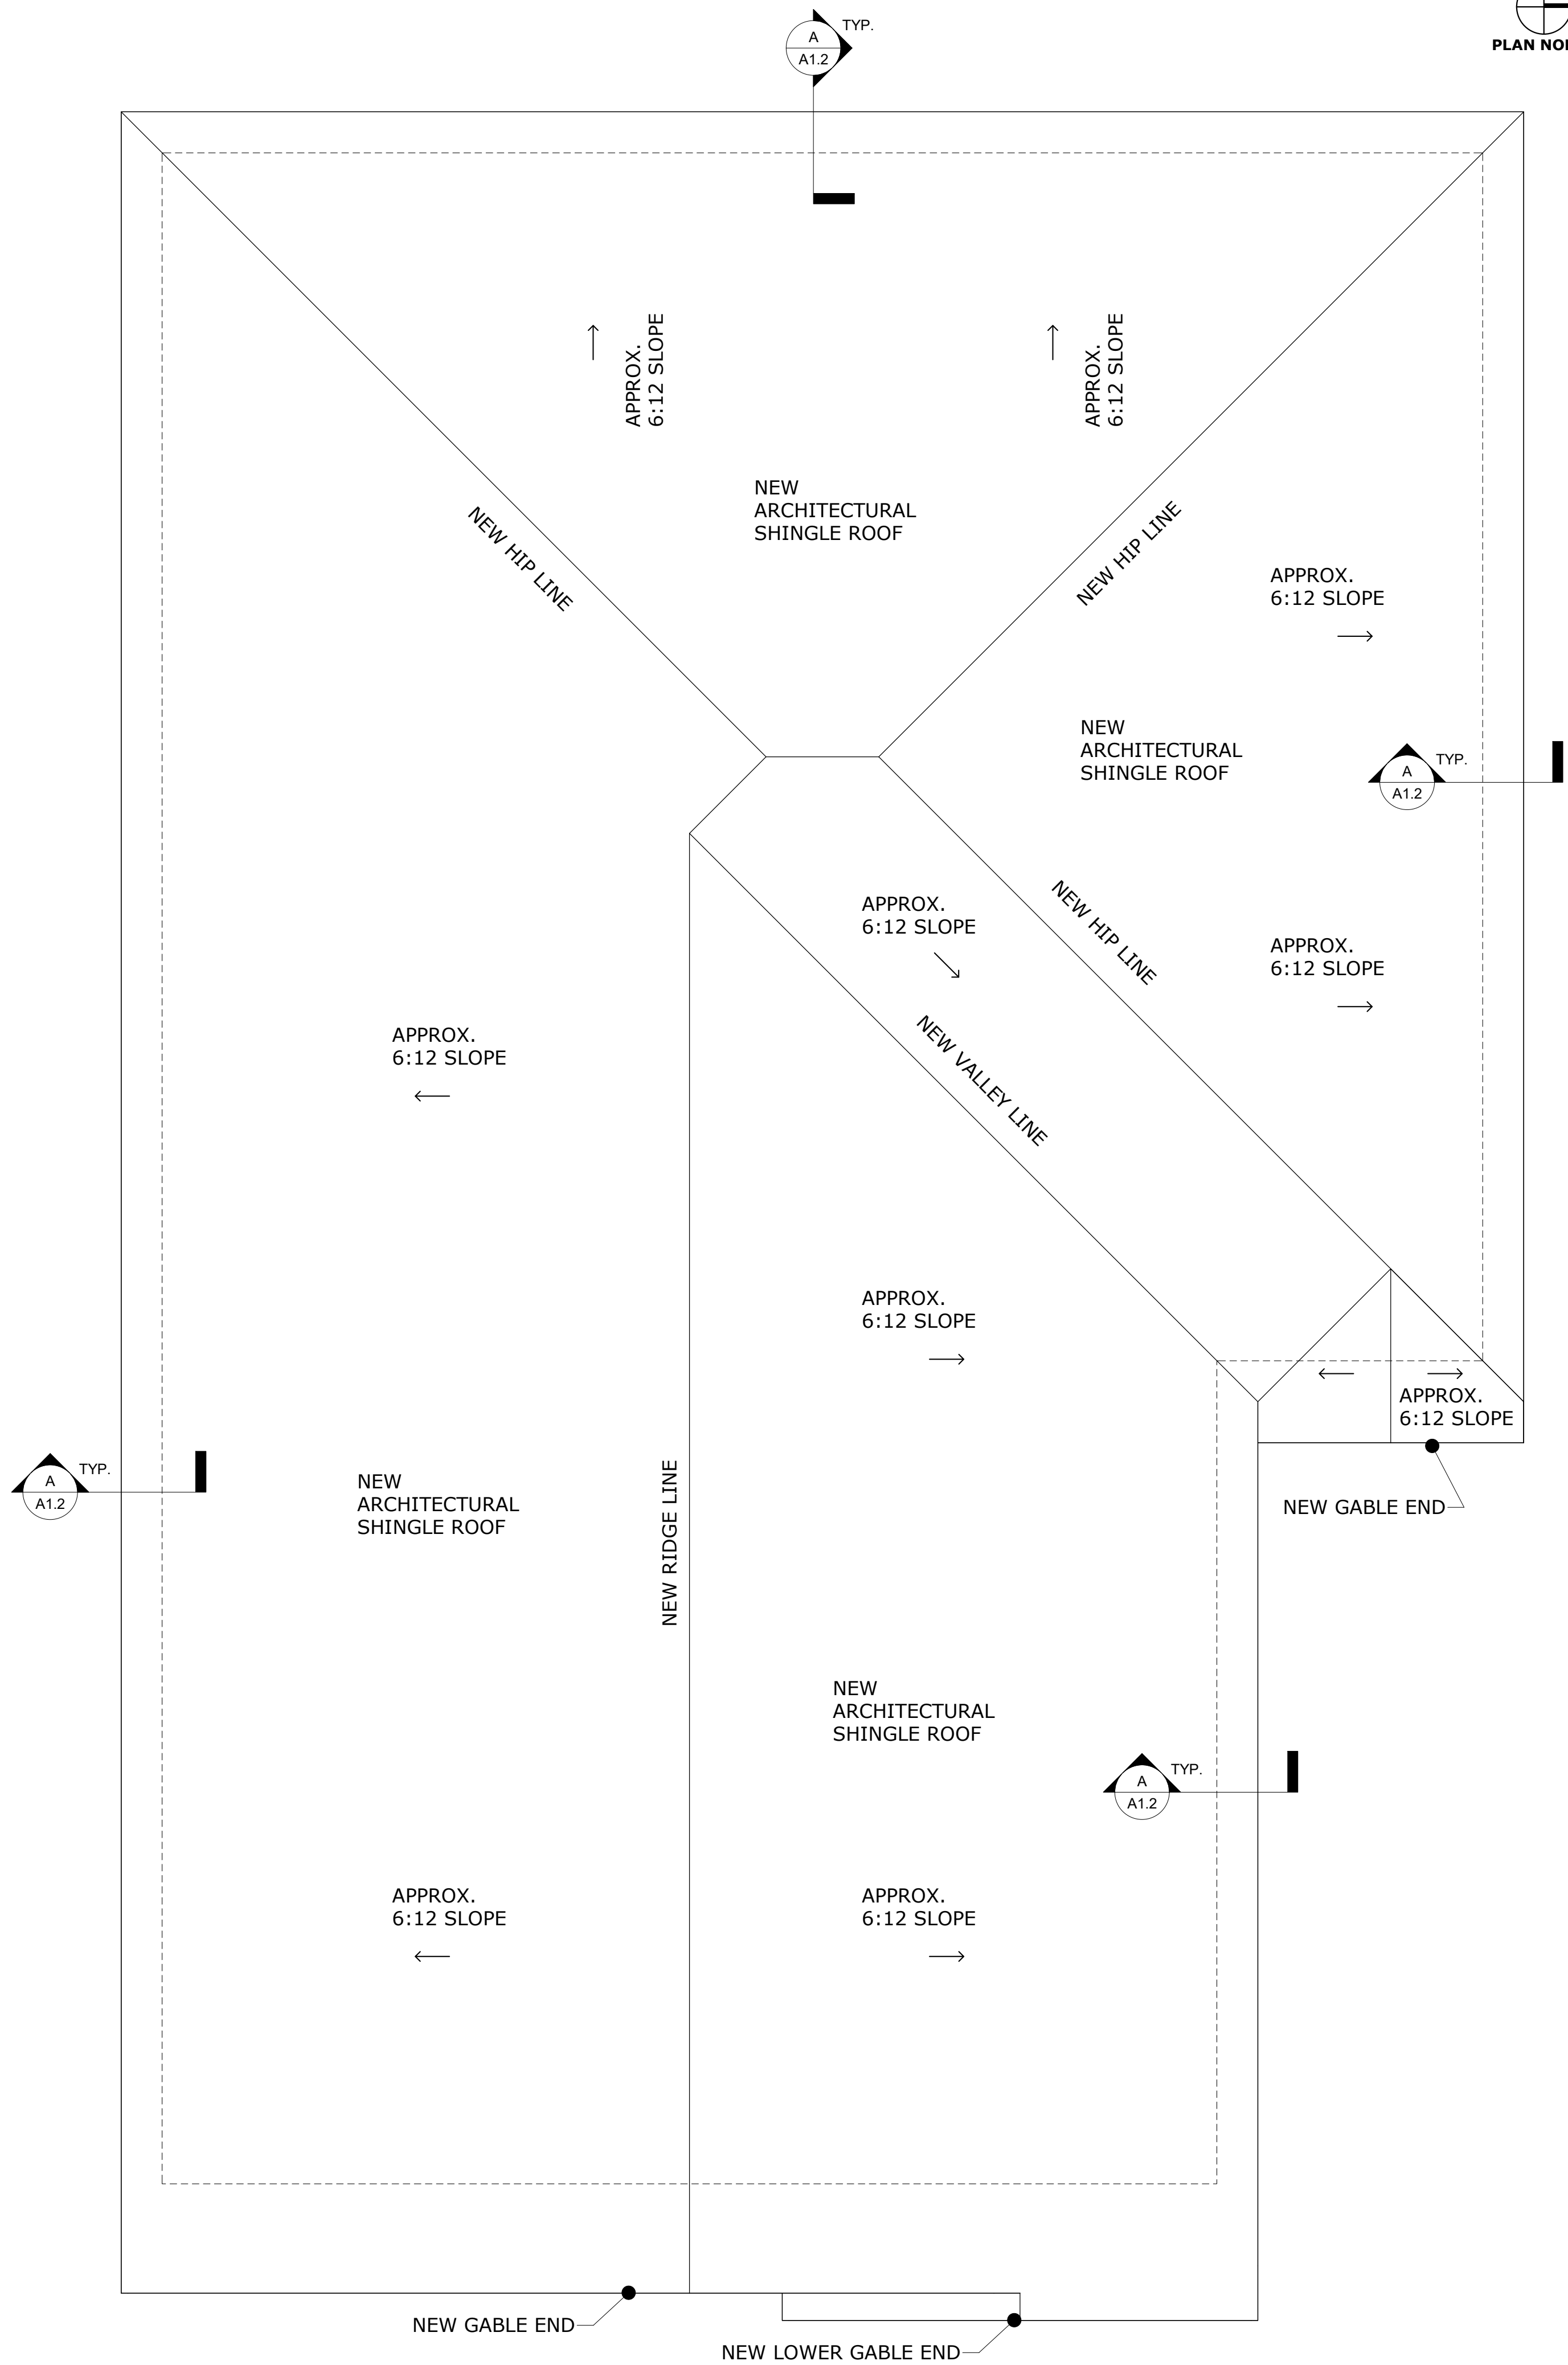 A
A1.2
TYP.
APPROX.
6:12 SLOPE
APPROX.
6:12 SLOPE
NEW
ARCHITECTURAL
SHINGLE ROOF
NEW HIP LINE
NEW HIP LINE
APPROX.
6:12 SLOPE
NEW
ARCHITECTURAL
SHINGLE ROOF
A
A1.2
TYP.
APPROX.
6:12 SLOPE
NEW HIP LINE
APPROX.
6:12 SLOPE
APPROX.
6:12 SLOPE
NEW VALLEY LINE
APPROX.
6:12 SLOPE
APPROX.
6:12 SLOPE
A
A1.2
TYP.
NEW
ARCHITECTURAL
SHINGLE ROOF
NEW RIDGE LINE
NEW GABLE END
NEW
ARCHITECTURAL
SHINGLE ROOF
A
A1.2
TYP.
APPROX.
6:12 SLOPE
APPROX.
6:12 SLOPE
NEW GABLE END
NEW LOWER GABLE END
PLAN